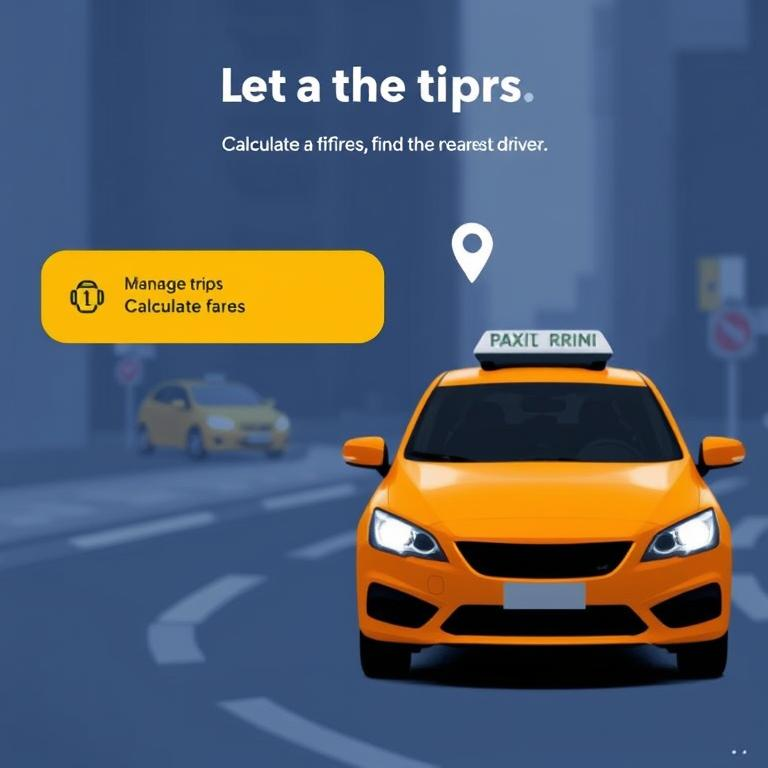 Let a the tiprs.
Calculate a fifires, find the rearest driver.
Manage trips
Calculate fares
PAXIT RRINI